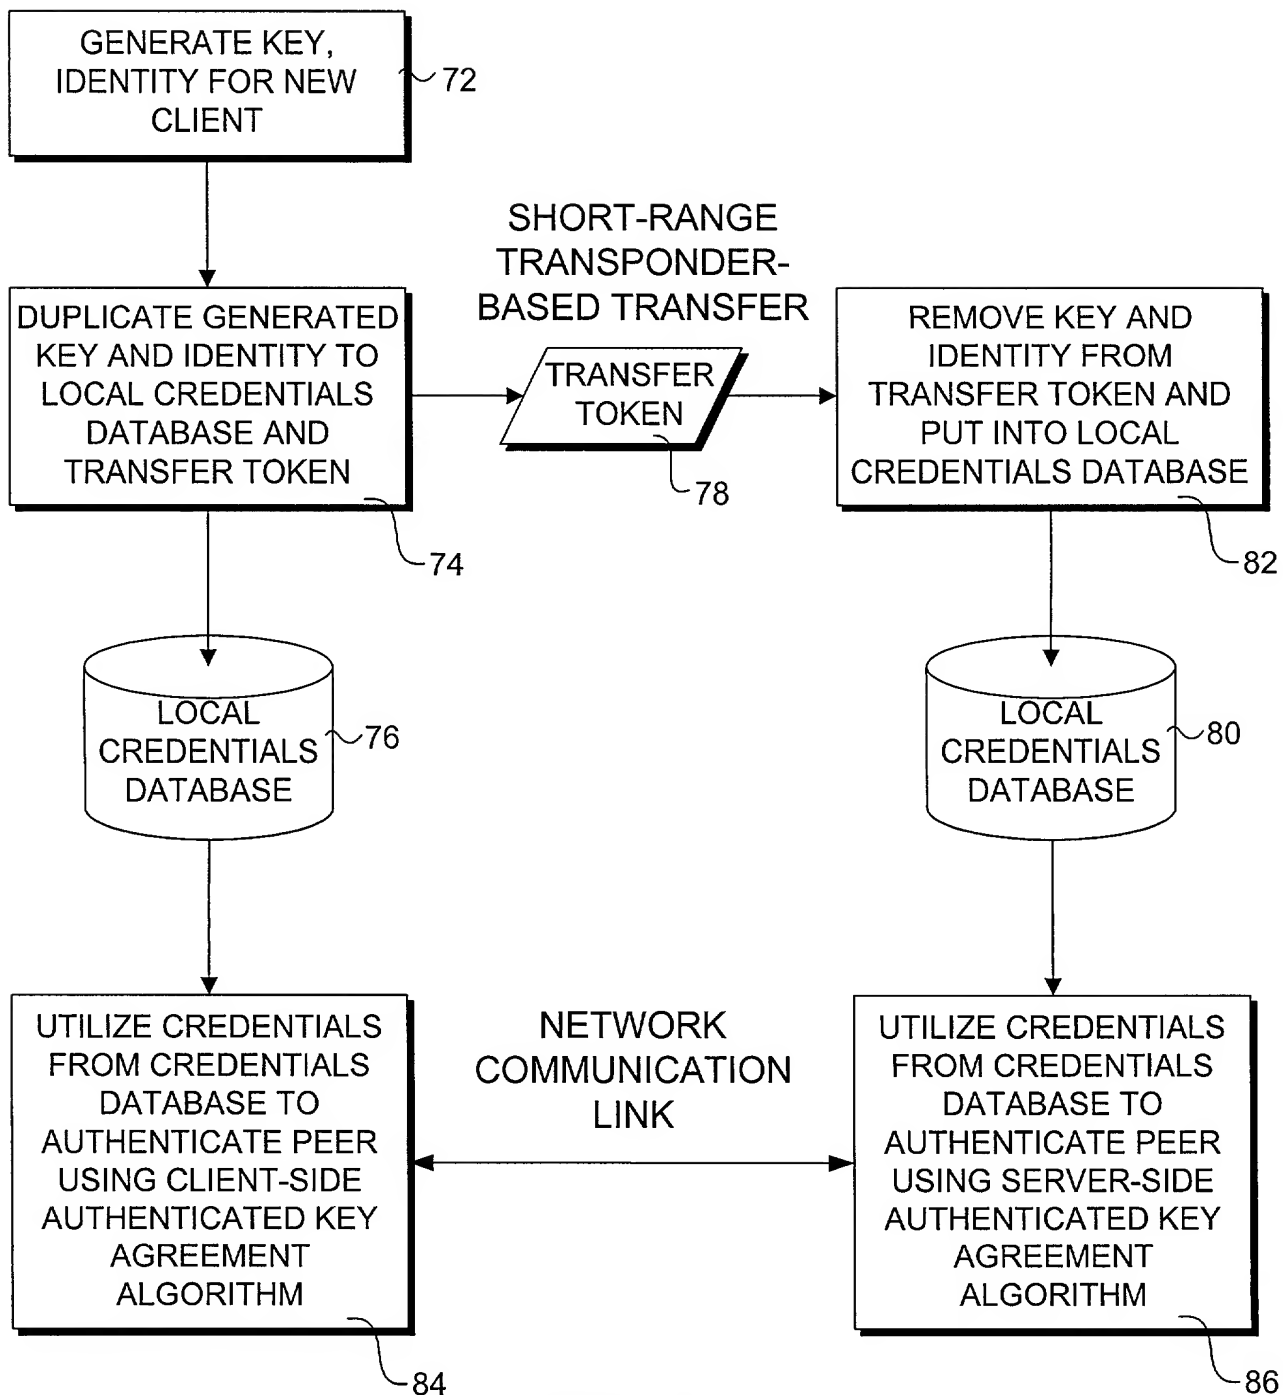 GENERATE KEY,
IDENTITY FOR NEW
CLIENT
72
SHORT-RANGE
TRANSPONDER-
BASED TRANSFER
DUPLICATE GENERATED
KEY AND IDENTITY TO
LOCAL CREDENTIALS
DATABASE AND
TRANSFER TOKEN
74
TRANSFER
TOKEN
78
REMOVE KEY AND
IDENTITY FROM
TRANSFER TOKEN AND
PUT INTO LOCAL
CREDENTIALS DATABASE
82
LOCAL
CREDENTIALS
DATABASE
76
LOCAL
CREDENTIALS
DATABASE
80
UTILIZE CREDENTIALS
FROM CREDENTIALS
DATABASE TO
AUTHENTICATE PEER
USING CLIENT-SIDE
AUTHENTICATED KEY
AGREEMENT
ALGORITHM
84
NETWORK
COMMUNICATION
LINK
UTILIZE CREDENTIALS
FROM CREDENTIALS
DATABASE TO
AUTHENTICATE PEER
USING SERVER-SIDE
AUTHENTICATED KEY
AGREEMENT
ALGORITHM
86